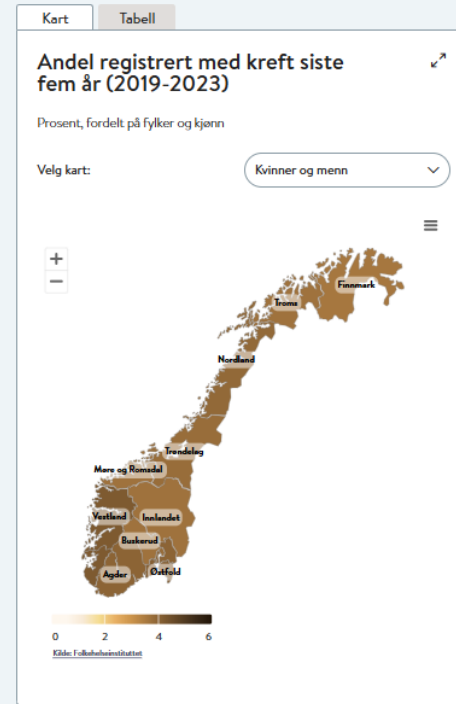 Kart
Tabell
Andel registrert med kreft siste
fem år (2019-2023)
Prosent, fordelt på fylker og kjønn
Velg kart:
Kvinner og menn
Finnmark
Troms
Nordland
Trøndelag
Møre og Romsdal
Vestland
Innlandet
Buskerud
Agder
Østfold
0 2 4 6
Kilde: Folkehelseinstituttet